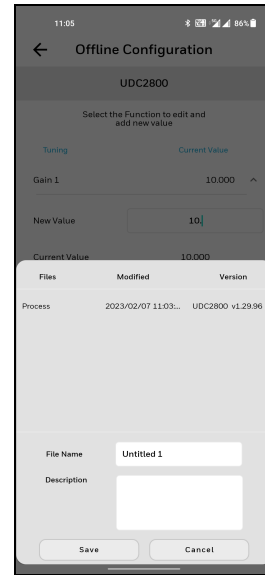 11:05
86%
Offline Configuration
UDC2800
Select the Function to edit and
add new value
Tuning Current Value
Gain 1 10.000
New Value 10.
Current Value 10.000
Files Modified Version
Process 2023/02/07 11:03:... UDC2800 v1.29.96
File Name Untitled 1
Description
Save Cancel